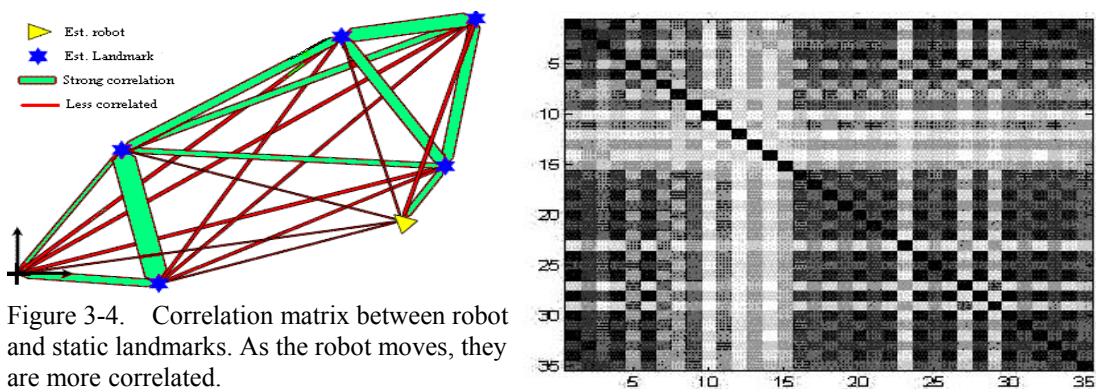 Est. robot
Est. Landmark
Strong correlation
Less correlated
Figure 3-4. Correlation matrix between robot
and static landmarks. As the robot moves, they
are more correlated.
5
10
15
20
25
30
35
5 10 15 20 25 30 35